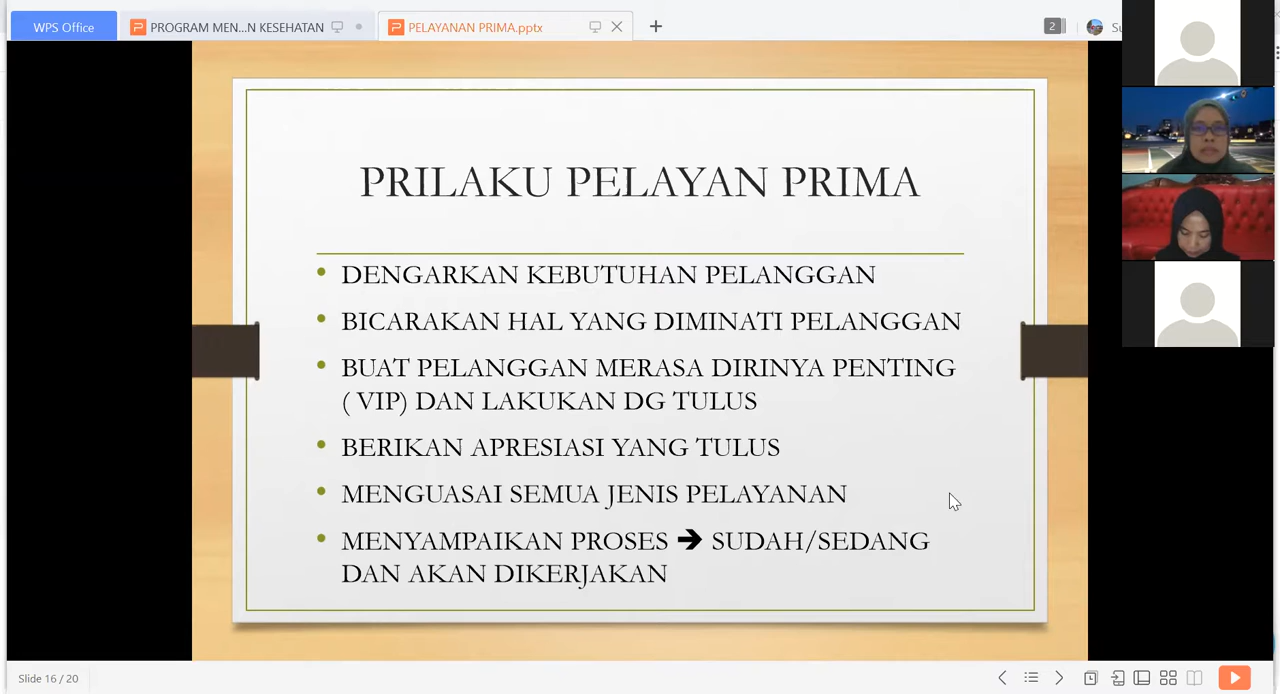 WPS Office
PROGRAM MEN...N KESEHATAN
PELAYANAN PRIMA.pptx
2
PRILAKU PELAYAN PRIMA
• DENGARKAN KEBUTUHAN PELANGGAN
• BICARAKAN HAL YANG DIMINATI PELANGGAN
• BUAT PELANGGAN MERASA DIRINYA PENTING
( VIP) DAN LAKUKAN DG TULUS
• BERIKAN APRESIASI YANG TULUS
• MENGUASAI SEMUA JENIS PELAYANAN
• MENYAMPAIKAN PROSES ➔ SUDAH/SEDANG
DAN AKAN DIKERJAKAN
Slide 16 / 20